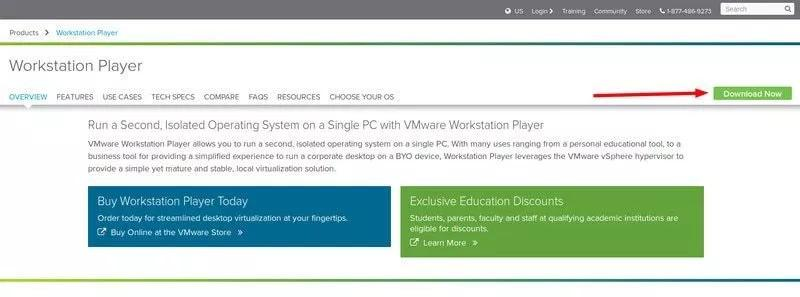 US Login Training Community Store 1-877-486-9273 Search
Products Workstation Player
Workstation Player
OVERVIEW FEATURES USE CASES TECH SPECS COMPARE FAQS RESOURCES CHOOSE YOUR OS Download Now
Run a Second, Isolated Operating System on a Single PC with VMware Workstation Player
VMware Workstation Player allows you to run a second, isolated operating system on a single PC. With many uses ranging from a personal educational tool, to a
business tool for providing a simplified experience to run a corporate desktop on a BYO device, Workstation Player leverages the VMware vSphere hypervisor to
provide a simple yet mature and stable, local virtualization solution.
Buy Workstation Player Today
Order today for streamlined desktop virtualization at your fingertips.
Buy Online at the VMware Store »
Exclusive Education Discounts
Students, parents, faculty and staff at qualifying academic institutions are
eligible for discounts.
Learn More »